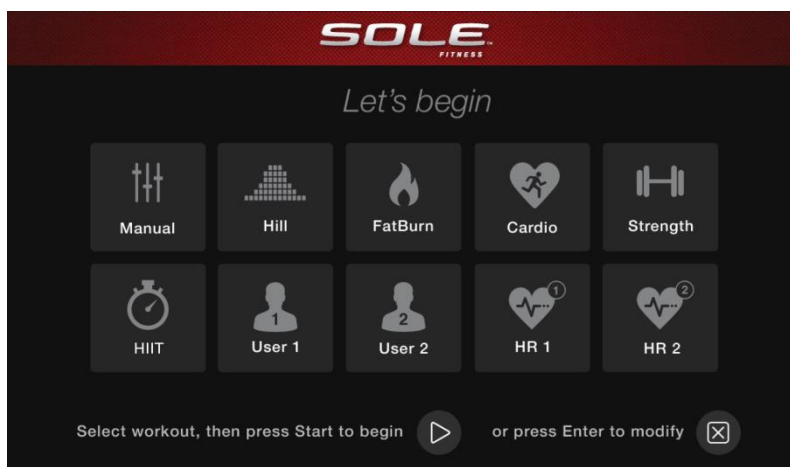 SOLE
FITNESS
Let's begin
Manual Hill FatBurn Cardio Strength
1 2 1 2
HIIT User 1 User 2 HR 1 HR 2
Select workout, then press Start to begin or press Enter to modify